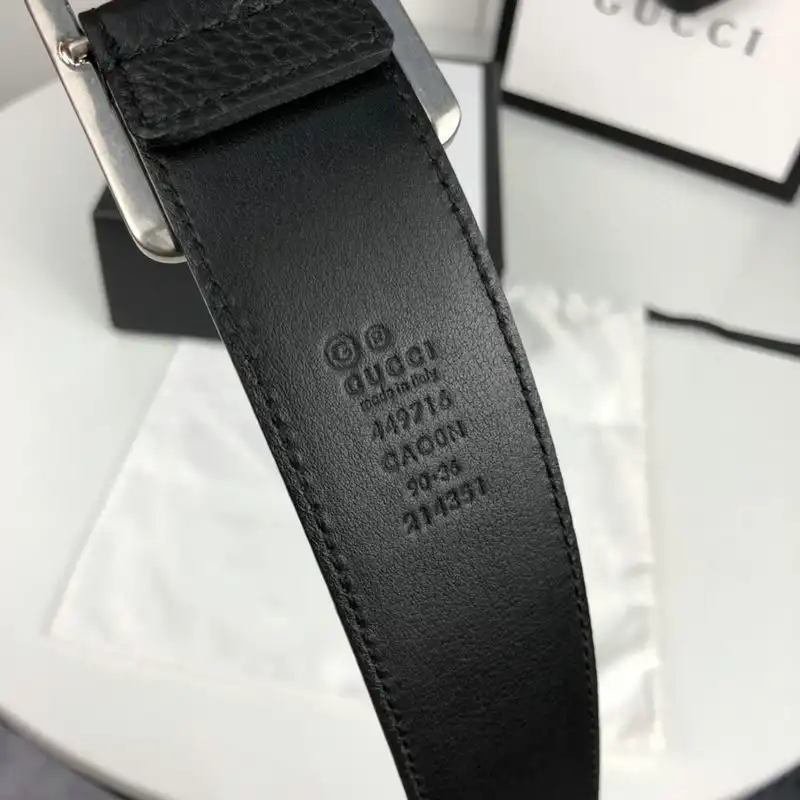 GUCCI
© ®
GUCCI
made in italy
449716
CAO0N
90·36
214351